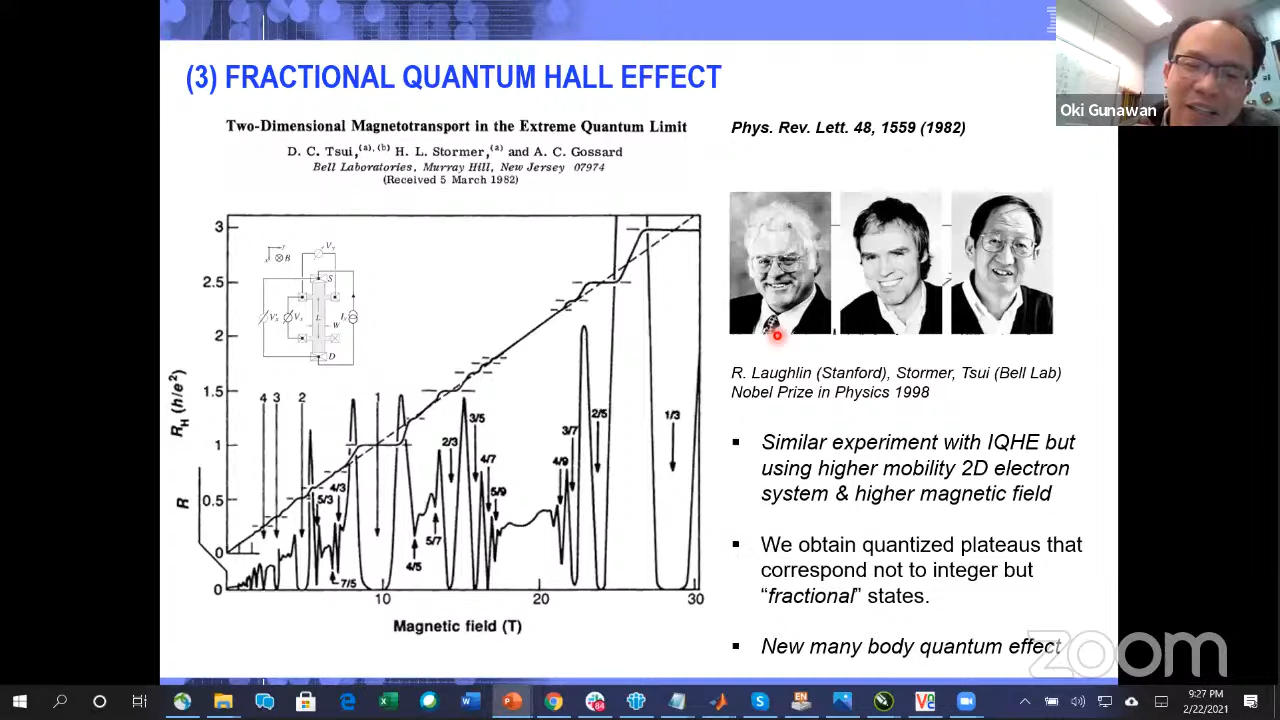 (3) FRACTIONAL QUANTUM HALL EFFECT
Oki Gunawan
Two-Dimensional Magnetotransport in the Extreme Quantum Limit
D. C. Tsui,(a), (b) H. L. Stormer,(a) and A. C. Gossard
Bell Laboratories, Murray Hill, New Jersey 07974
(Received 5 March 1982)
Phys. Rev. Lett. 48, 1559 (1982)
R. Laughlin (Stanford), Stormer, Tsui (Bell Lab)
Nobel Prize in Physics 1998
▪ Similar experiment with IQHE but
using higher mobility 2D electron
system & higher magnetic field
▪ We obtain quantized plateaus that
correspond not to integer but
“fractional” states.
▪ New many body quantum effect
3
2.5
2
1.5
1
0.5
0
0
R_H (h/e²)
R
B
S
L
W
D
4 3 2 1
5/3
4/3
7/5
4/5
5/7
2/3
3/5
4/7
5/9
4/9
3/7
2/5
1/3
10 20 30
Magnetic field (T)
zoom
84
EN
9:27 PM
2/22/2021